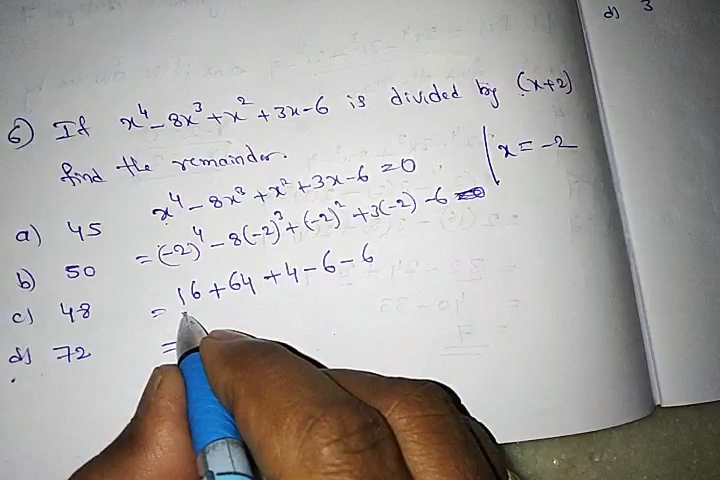 d) 3
6) If x⁴-8x³+x²+3x-6 is divided by (x+2)
find the remainder.
x = -2
x⁴-8x³+x²+3x-6=0
a) 45
= (-2)⁴-8(-2)³+(-2)²+3(-2)-6
b) 50
= 16+64+4-6-6
c) 48
=
d) 72